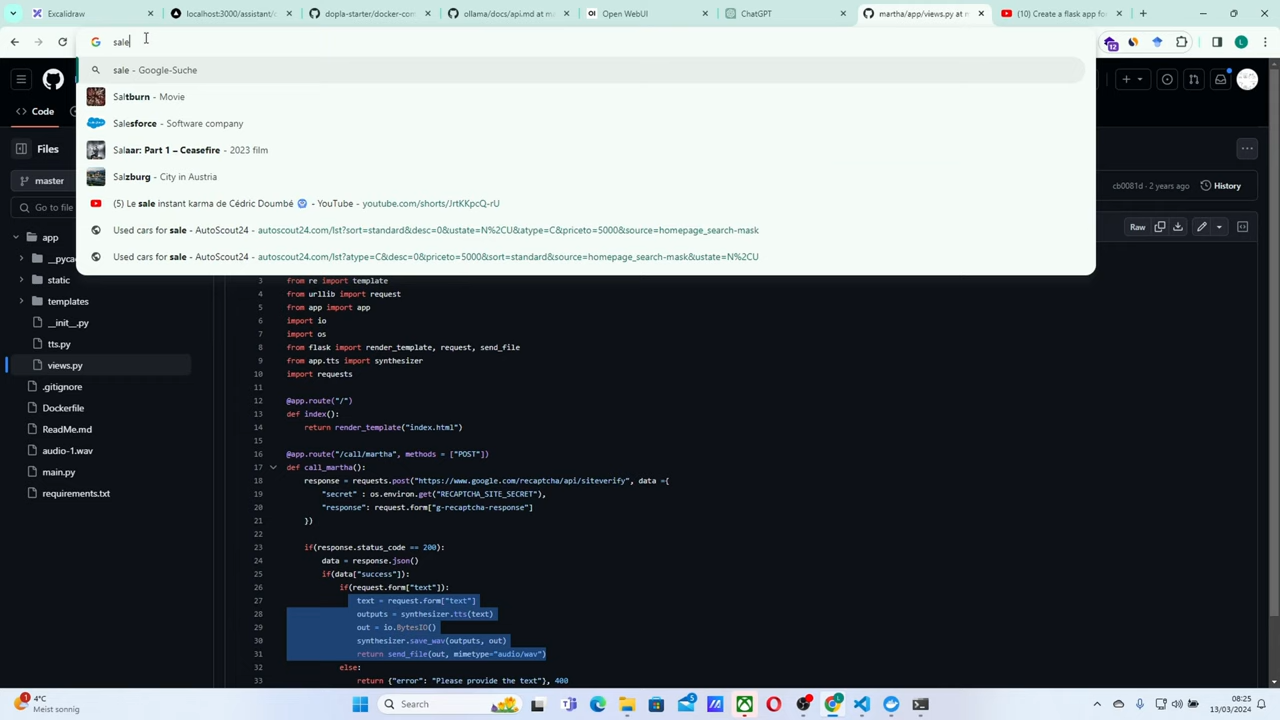 Excalidraw
localhost:3000/assistant/c
dopla-starter/docker-com
ollama/docs/api.md at m
Open WebUI
ChatGPT
martha/app/views.py at m
(10) Create a flask app fo
sale
sale - Google-Suche
Saltburn - Movie
Salesforce - Software company
Salaar: Part 1 – Ceasefire - 2023 film
Salzburg - City in Austria
(5) Le sale instant karma de Cédric Doumbé - YouTube - youtube.com/shorts/JrtKKpcQ-rU
Used cars for sale - AutoScout24 - autoscout24.com/lst?sort=standard&desc=0&ustate=N%2CU&atype=C&priceto=5000&source=homepage_search-mask
Used cars for sale - AutoScout24 - autoscout24.com/lst?atype=C&desc=0&priceto=5000&sort=standard&source=homepage_search-mask&ustate=N%2CU
Code
Files
master
Go to file
cb0081d · 2 years ago
History
Raw
app
static
templates
__init__.py
tts.py
views.py
.gitignore
Dockerfile
ReadMe.md
audio-1.wav
main.py
requirements.txt
3 from re import template
4 from urllib import request
5 from app import app
6 import io
7 import os
8 from flask import render_template, request, send_file
9 from app.tts import synthesizer
10 import requests
11
12 @app.route("/")
13 def index():
14 return render_template("index.html")
15
16 @app.route("/call/martha", methods = ["POST"])
17 def call_martha():
18 response = requests.post("https://www.google.com/recaptcha/api/siteverify", data ={
19 "secret" : os.environ.get("RECAPTCHA_SITE_SECRET"),
20 "response": request.form["g-recaptcha-response"]
21 })
22
23 if(response.status_code == 200):
24 data = response.json()
25 if(data["success"]):
26 if(request.form["text"]):
27 text = request.form["text"]
28 outputs = synthesizer.tts(text)
29 out = io.BytesIO()
30 synthesizer.save_wav(outputs, out)
31 return send_file(out, mimetype="audio/wav")
32 else:
33 return {"error": "Please provide the text"}, 400
4°C
Meist sonnig
Search
08:25
13/03/2024